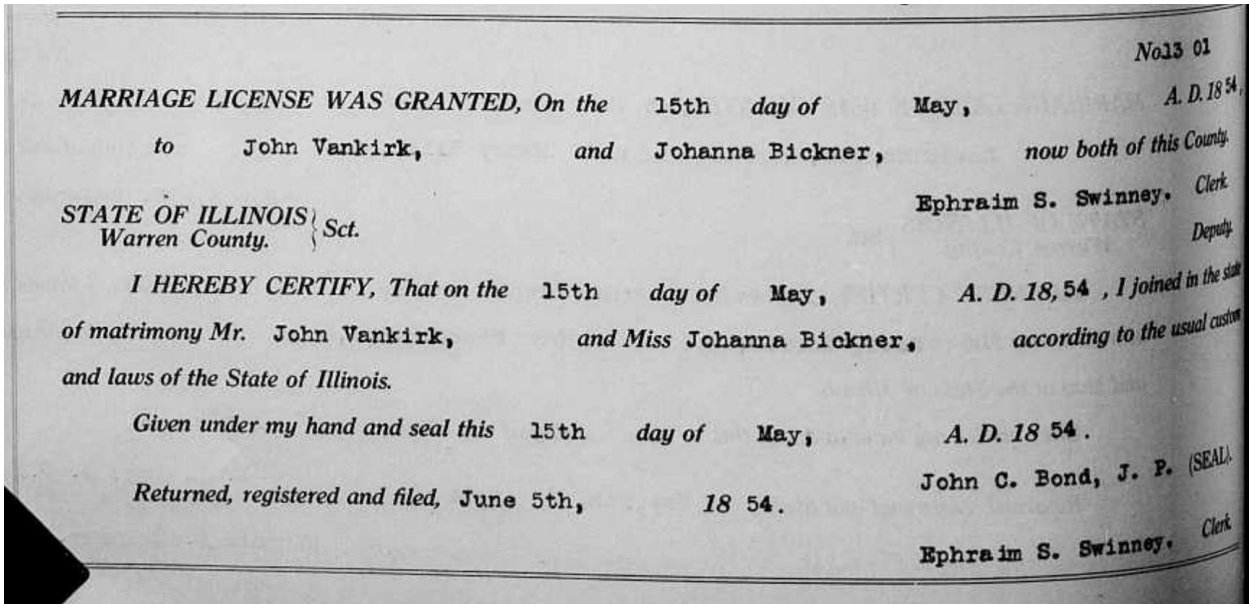 No13 01
MARRIAGE LICENSE WAS GRANTED, On the 15th day of May, A. D. 18 54,
to John Vankirk, and Johanna Bickner, now both of this County.
Ephraim S. Swinney. Clerk
STATE OF ILLINOIS } Sct.
Warren County.
Deputy.
I HEREBY CERTIFY, That on the 15th day of May, A. D. 18, 54 , I joined in the state
of matrimony Mr. John Vankirk, and Miss Johanna Bickner, according to the usual custom
and laws of the State of Illinois.
Given under my hand and seal this 15th day of May, A. D. 18 54.
John C. Bond, J. P. (SEAL).
Returned, registered and filed, June 5th, 18 54.
Ephraim S. Swinney. Clerk